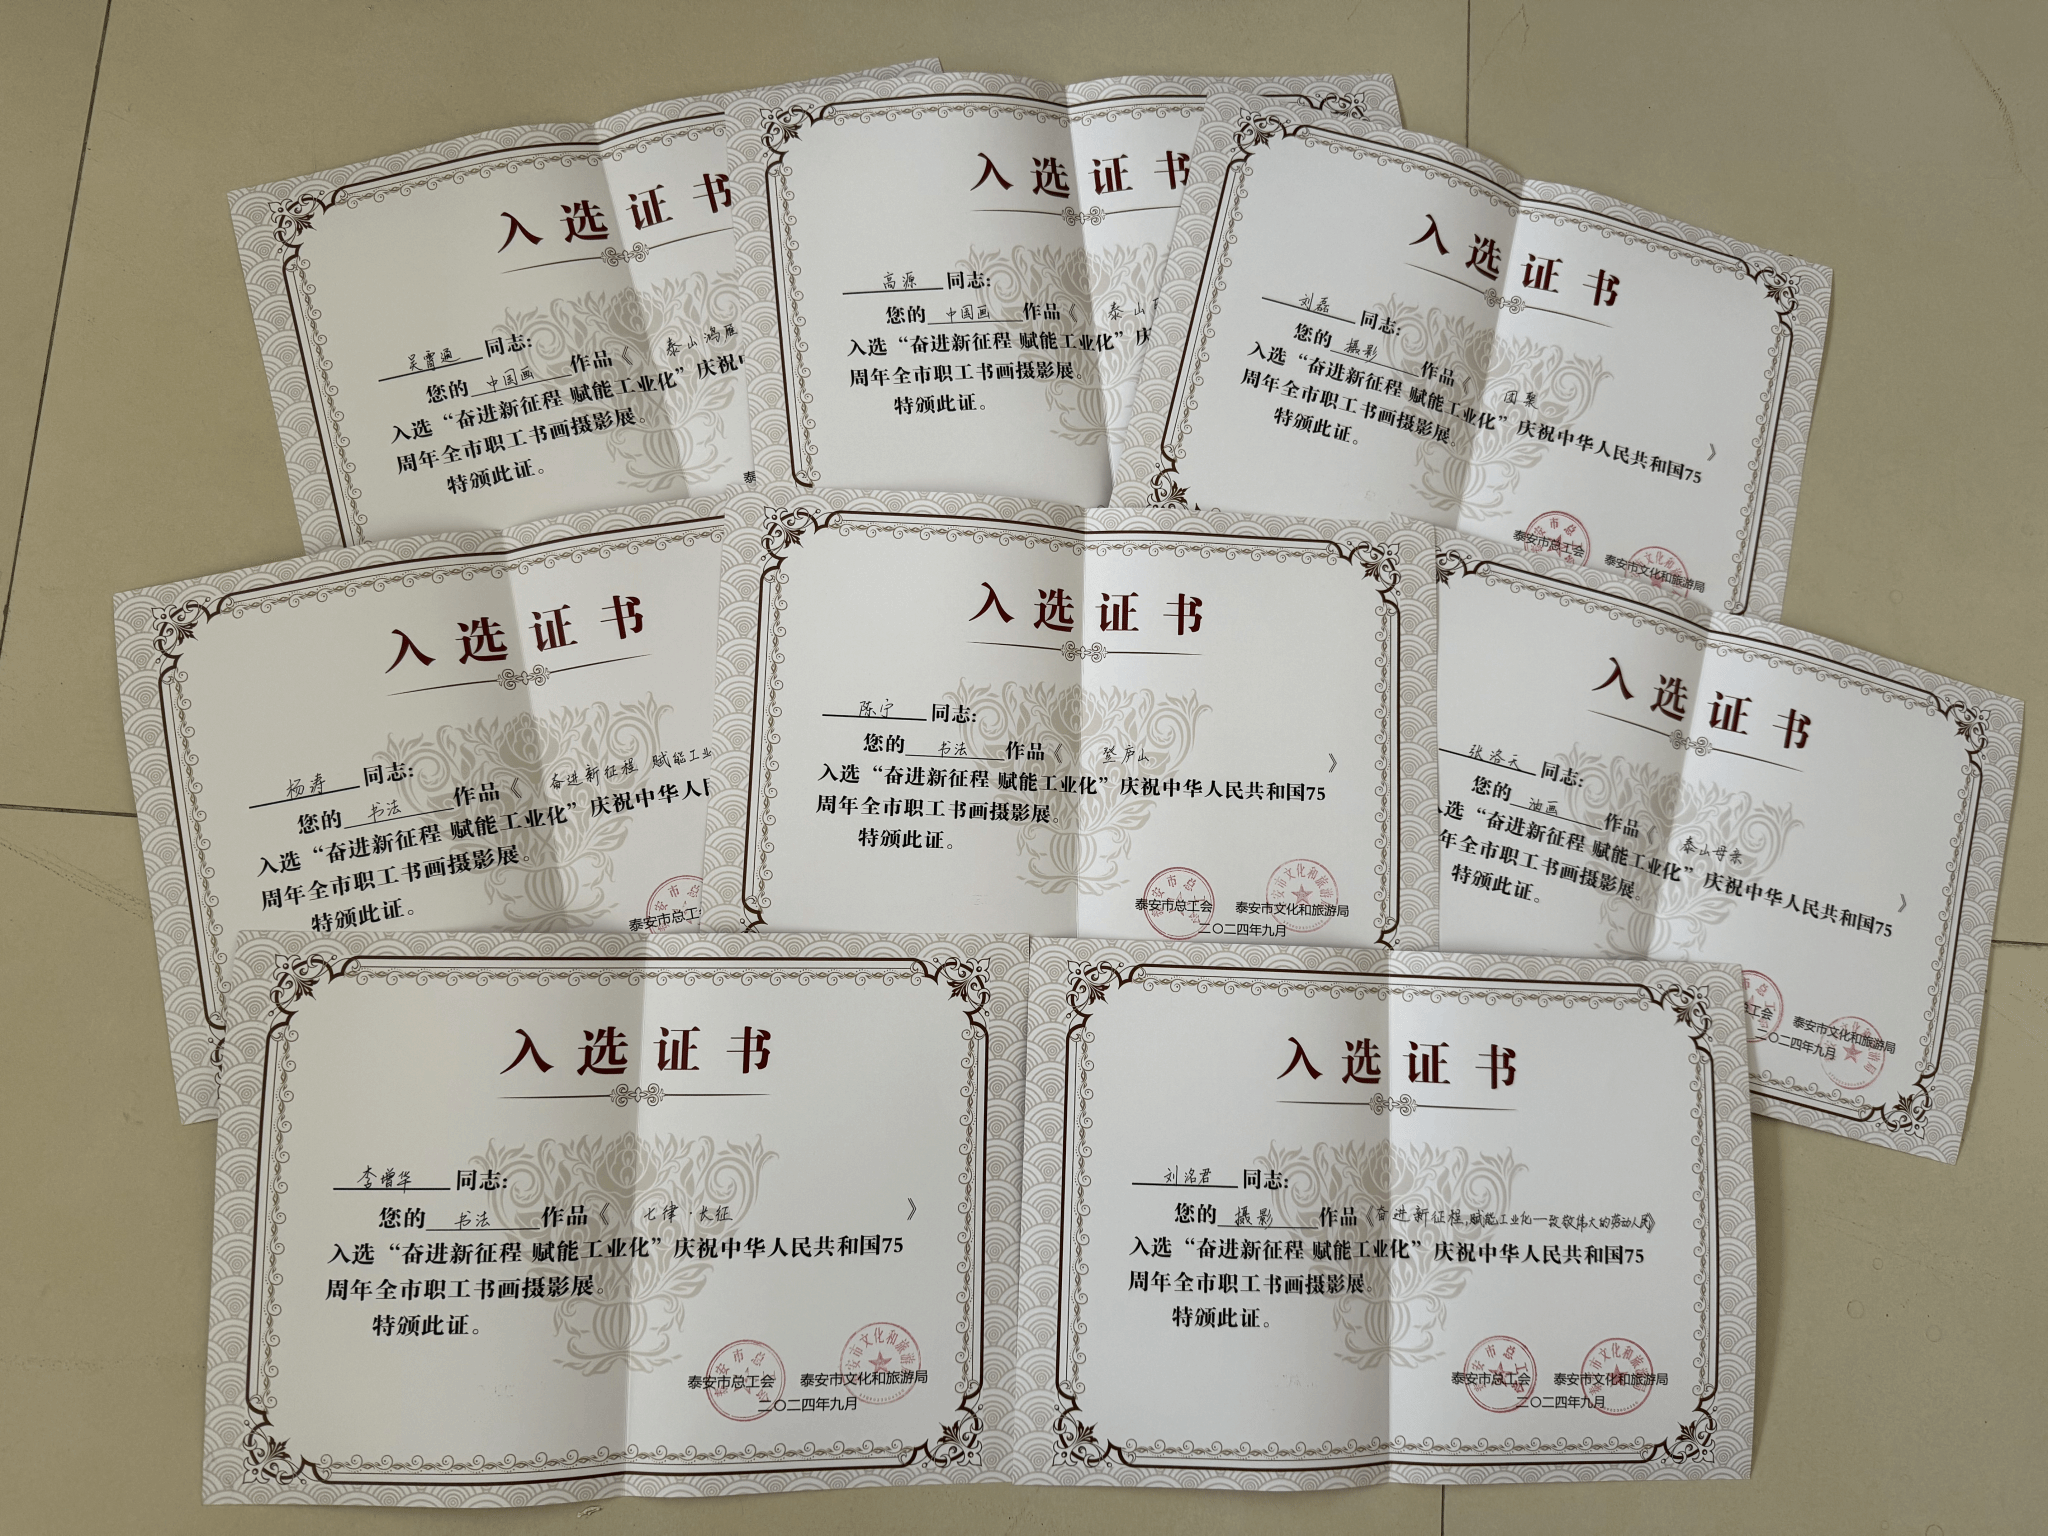 入选证书
吴霄通 同志:
您的 中国画 作品《 泰山鸿雁
入选“奋进新征程 赋能工业化”庆祝中
周年全市职工书画摄影展。
特颁此证。
泰
入选证书
高源 同志:
您的 中国画 作品《 泰山
入选“奋进新征程 赋能工业化”庆
周年全市职工书画摄影展。
特颁此证。
入选证书
刘磊 同志:
您的 摄影 作品《 团聚 》
入选“奋进新征程 赋能工业化”庆祝中华人民共和国75
周年全市职工书画摄影展。
特颁此证。
泰安市总工会 泰安市文化和旅游局
入选证书
杨涛 同志:
您的 书法 作品《 奋进新征程 赋能工业
入选“奋进新征程 赋能工业化”庆祝中华人民
周年全市职工书画摄影展。
特颁此证。
泰安市总工会
入选证书
陈宁 同志:
您的 书法 作品《 登庐山 》
入选“奋进新征程 赋能工业化”庆祝中华人民共和国75
周年全市职工书画摄影展。
特颁此证。
泰安市总工会 泰安市文化和旅游局
二〇二四年九月
入选证书
张洛天 同志:
您的 油画 作品《 泰山母亲 》
入选“奋进新征程 赋能工业化”庆祝中华人民共和国75
年全市职工书画摄影展。
特颁此证。
总工会 泰安市文化和旅游局
二〇二四年九月
入选证书
李增华 同志:
您的 书法 作品《 七律·长征 》
入选“奋进新征程 赋能工业化”庆祝中华人民共和国75
周年全市职工书画摄影展。
特颁此证。
泰安市总工会 泰安市文化和旅游局
二〇二四年九月
入选证书
刘洺君 同志:
您的 摄影 作品《奋进新征程,赋能工业化—致敬伟大的劳动人民》
入选“奋进新征程 赋能工业化”庆祝中华人民共和国75
周年全市职工书画摄影展。
特颁此证。
泰安市总工会 泰安市文化和旅游局
二〇二四年九月